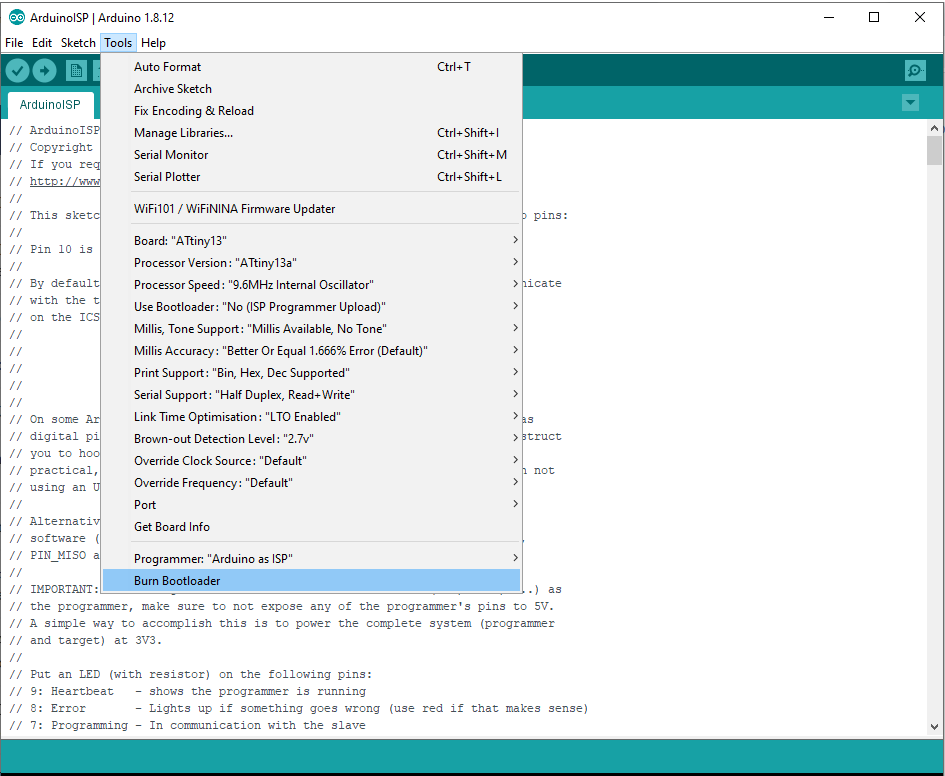 ArduinoISP | Arduino 1.8.12
File Edit Sketch Tools Help
ArduinoISP
Auto Format Ctrl+T
Archive Sketch
Fix Encoding & Reload
Manage Libraries... Ctrl+Shift+I
Serial Monitor Ctrl+Shift+M
Serial Plotter Ctrl+Shift+L
WiFi101 / WiFiNINA Firmware Updater
Board: "ATtiny13"
Processor Version: "ATtiny13a"
Processor Speed: "9.6MHz Internal Oscillator"
Use Bootloader: "No (ISP Programmer Upload)"
Millis, Tone Support: "Millis Available, No Tone"
Millis Accuracy: "Better Or Equal 1.666% Error (Default)"
Print Support: "Bin, Hex, Dec Supported"
Serial Support: "Half Duplex, Read+Write"
Link Time Optimisation: "LTO Enabled"
Brown-out Detection Level: "2.7v"
Override Clock Source: "Default"
Override Frequency: "Default"
Port
Get Board Info
Programmer: "Arduino as ISP"
Burn Bootloader
// ArduinoISP
// Copyright
// If you req
// http://www
//
// This sketc pins:
//
// Pin 10 is
//
// By default nicate
// with the t
// on the ICS
//
//
//
//
//
// On some Ar as
// digital pi struct
// you to hoo
// practical, not
// using an U
//
// Alternativ
// software (
// PIN_MISO a
//
// IMPORTANT: ..) as
// the programmer, make sure to not expose any of the programmer's pins to 5V.
// A simple way to accomplish this is to power the complete system (programmer
// and target) at 3V3.
//
// Put an LED (with resistor) on the following pins:
// 9: Heartbeat - shows the programmer is running
// 8: Error - Lights up if something goes wrong (use red if that makes sense)
// 7: Programming - In communication with the slave